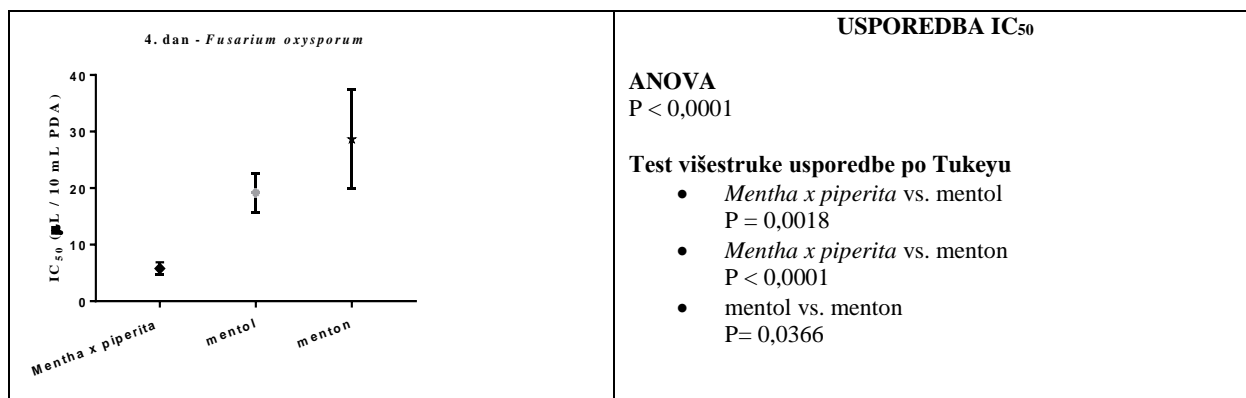 4. dan - Fusarium oxysporum
IC50 (µL / 10 mL PDA)
40
30
20
10
0
Mentha x piperita
mentol
menton
USPOREDBA IC50
ANOVA
P < 0,0001
Test višestruke usporedbe po Tukeyu
• Mentha x piperita vs. mentol
P = 0,0018
• Mentha x piperita vs. menton
P < 0,0001
• mentol vs. menton
P= 0,0366